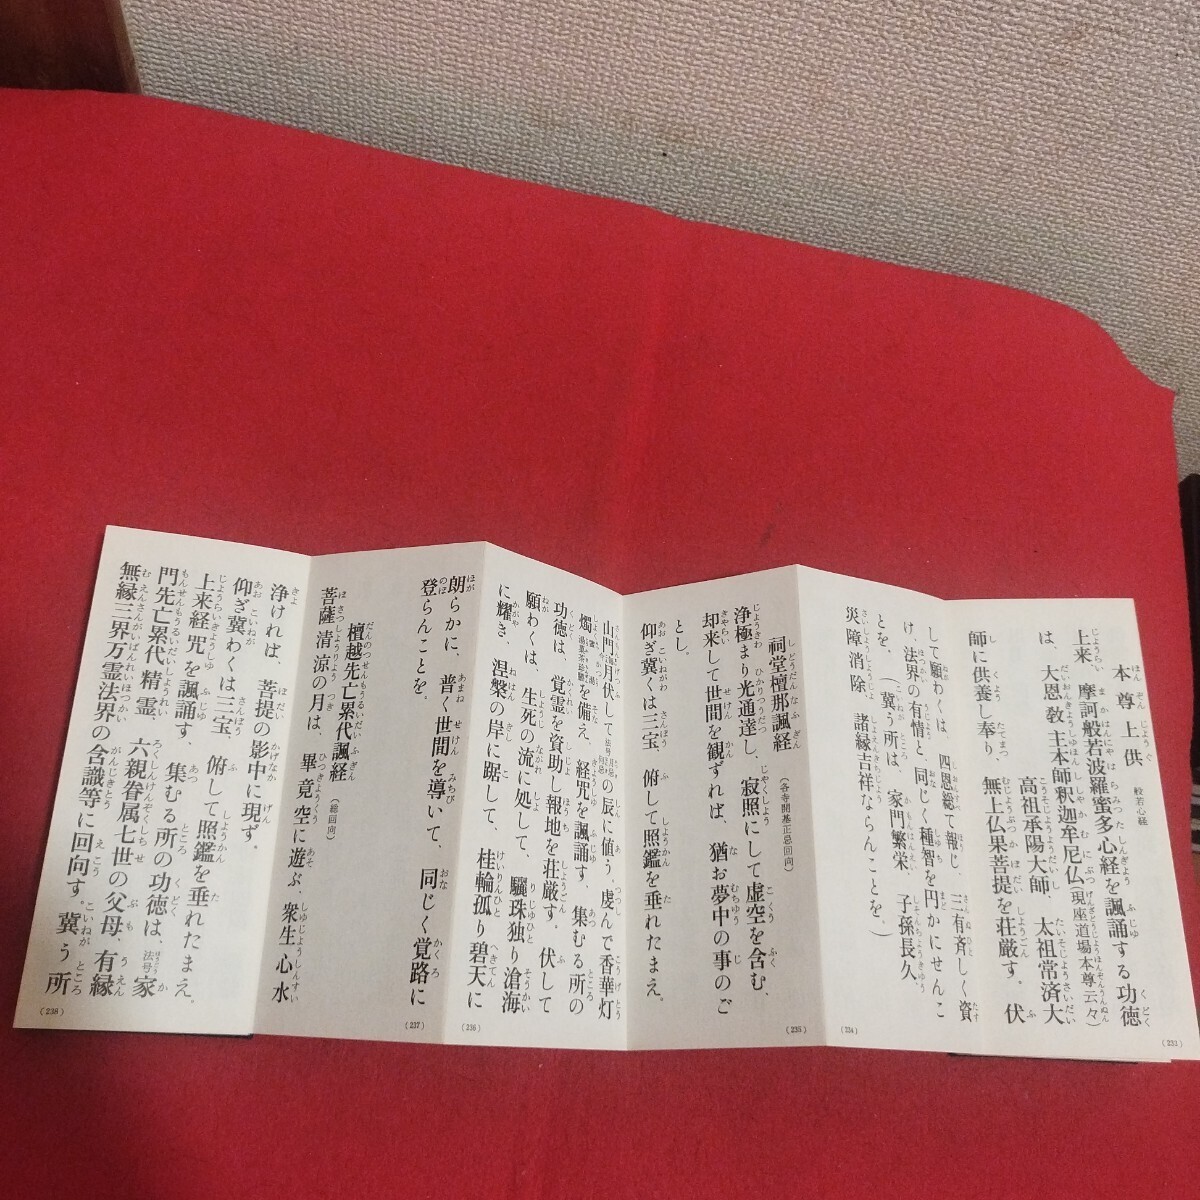 本尊上供 般若心経
上来 摩訶般若波羅蜜多心経を諷誦する功徳
は、大恩教主本師釈迦牟尼仏(現座道場本尊云々)
高祖承陽大師、太祖常済大
師に供養し奉り、無上仏果菩提を荘厳す。伏
(233)
して願わくは、四恩総て報じ、三有斉しく資
け、法界の有情と、同じく種智を円かにせんこ
とを。(冀う所は、家門繁栄、子孫長久、
災障消除、諸縁吉祥ならんことを。)
(234)
祠堂檀那諷経(各寺開基正忌回向)
浄極まり光通達し、寂照にして虚空を含む、
却来して世間を観ずれば、猶お夢中の事のご
とし。
仰ぎ冀くは三宝、俯して照鑑を垂れたまえ。
(235)
山門 月伏して の辰に値う。虔んで香華灯
燭 を備え、経咒を諷誦す、集むる所の
功徳は、覚霊を資助し報地を荘厳す。伏して
願わくは、生死の流に処して、驪珠独り滄海
に耀き、涅槃の岸に踞して、桂輪孤り碧天に
(236)
朗らかに、普く世間を導いて、同じく覚路に
登らんことを。
檀越先亡累代諷経(総回向)
菩薩清涼の月は、畢竟空に遊ぶ、衆生心水
(237)
浄ければ、菩提の影中に現ず。
仰ぎ冀わくは三宝、俯して照鑑を垂れたまえ。
上来経咒を諷誦す、集むる所の功徳は、法号家
門先亡累代精霊、六親眷属七世の父母、有縁
無縁三界万霊法界の含識等に回向す。冀う所
(238)